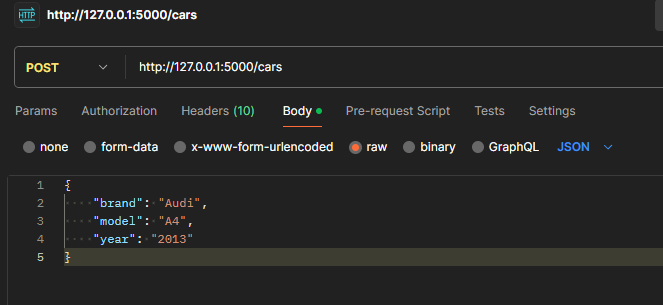 HTTP http://127.0.0.1:5000/cars
POST http://127.0.0.1:5000/cars
Params Authorization Headers (10) Body Pre-request Script Tests Settings
none form-data x-www-form-urlencoded raw binary GraphQL JSON
1 {
2 "brand": "Audi",
3 "model": "A4",
4 "year": "2013"
5 }